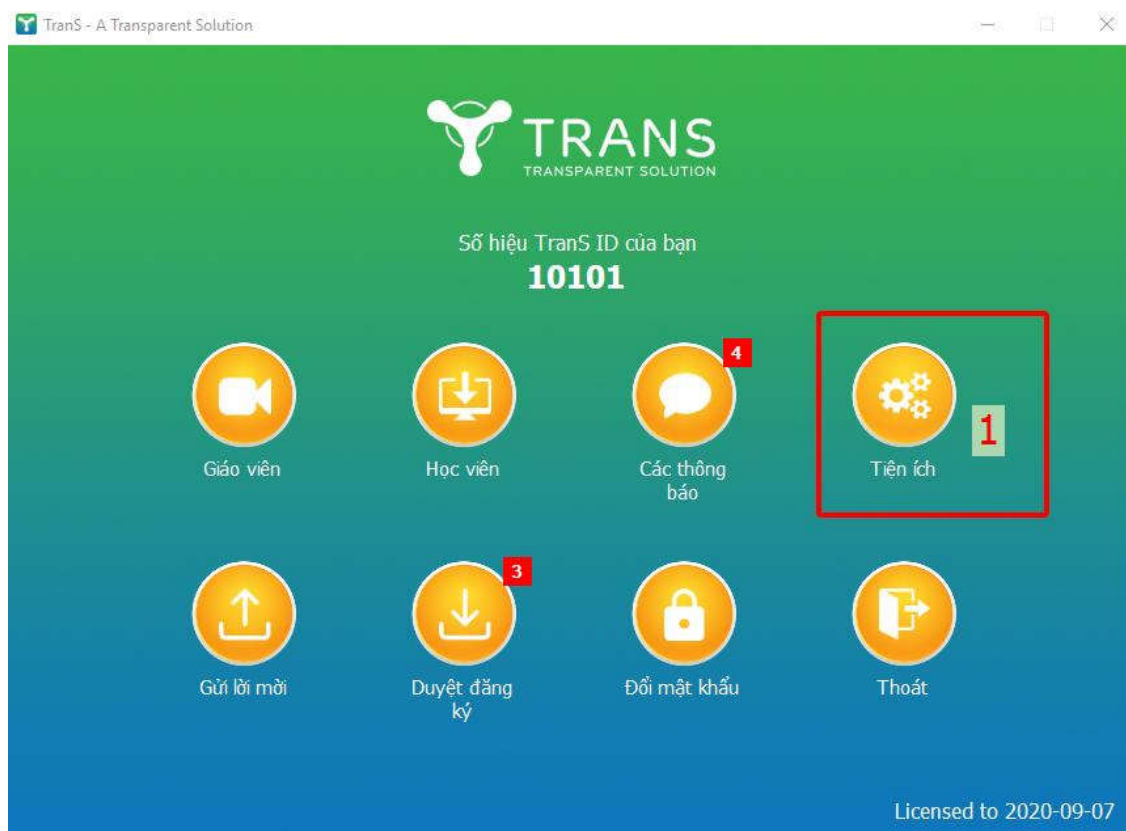 TranS - A Transparent Solution
TRANS
TRANSPARENT SOLUTION
Số hiệu TranS ID của bạn
10101
4
1
Giáo viên
Học viên
Các thông
báo
Tiện ích
3
Gửi lời mời
Duyệt đăng
ký
Đổi mật khẩu
Thoát
Licensed to 2020-09-07